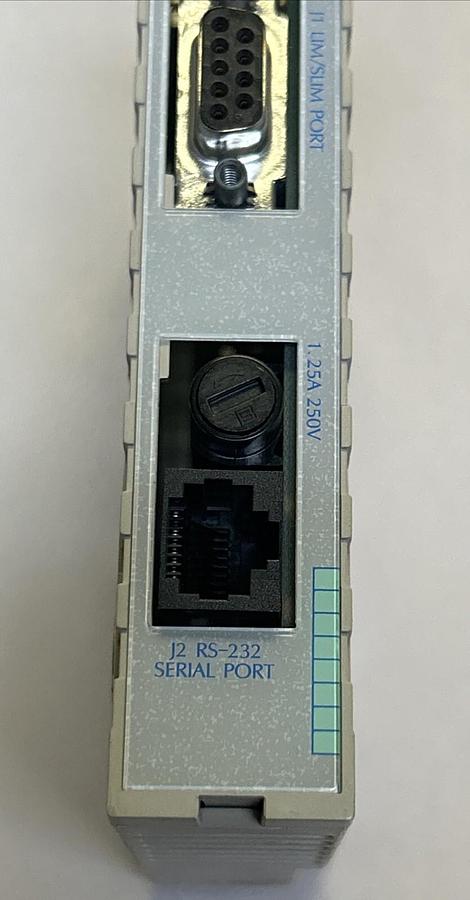 J1 LIM/SLIM PORT
1.25A 250V
J2 RS-232
SERIAL PORT